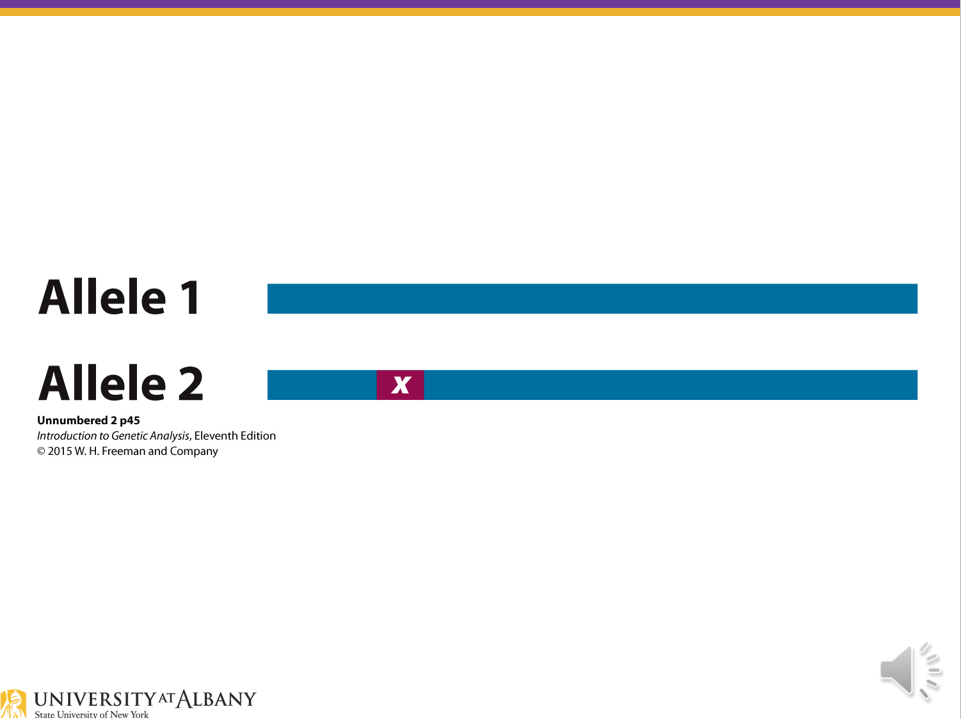 Allele 1
Allele 2
x
Unnumbered 2 p45
Introduction to Genetic Analysis, Eleventh Edition
© 2015 W. H. Freeman and Company
UNIVERSITY AT ALBANY
State University of New York